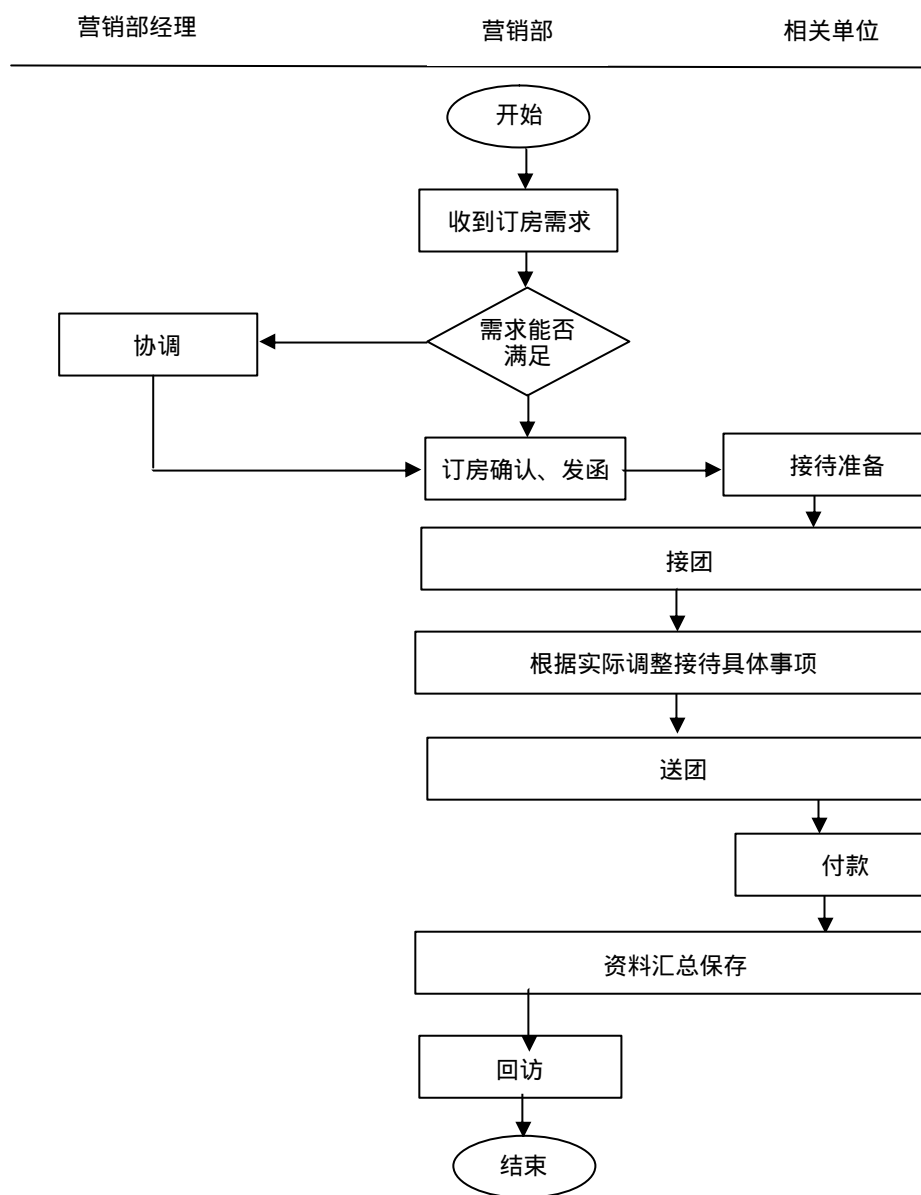 营销部经理
营销部
相关单位
开始
收到订房需求
需求能否
满足
协调
订房确认、发函
接待准备
接团
根据实际调整接待具体事项
送团
付款
资料汇总保存
回访
结束